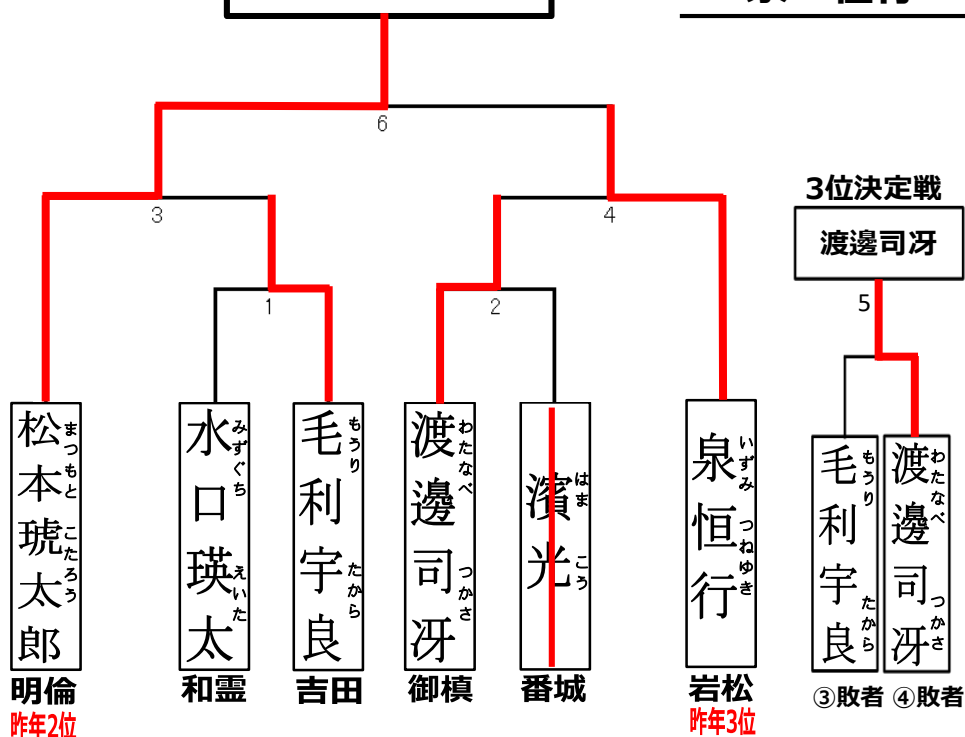 6
3
4
3位決定戦
渡邊司冴
1
2
5
松本琥太郎
まつもと こたろう
水口瑛太
みずぐち えいた
毛利宇良
もうり たから
渡邊司冴
わたなべ つかさ
濱光
はま こう
泉恒行
いずみ つねゆき
毛利宇良
もうり たから
渡邊司冴
わたなべ つかさ
明倫
和霊
吉田
御槙
番城
岩松
③敗者 ④敗者
昨年2位
昨年3位